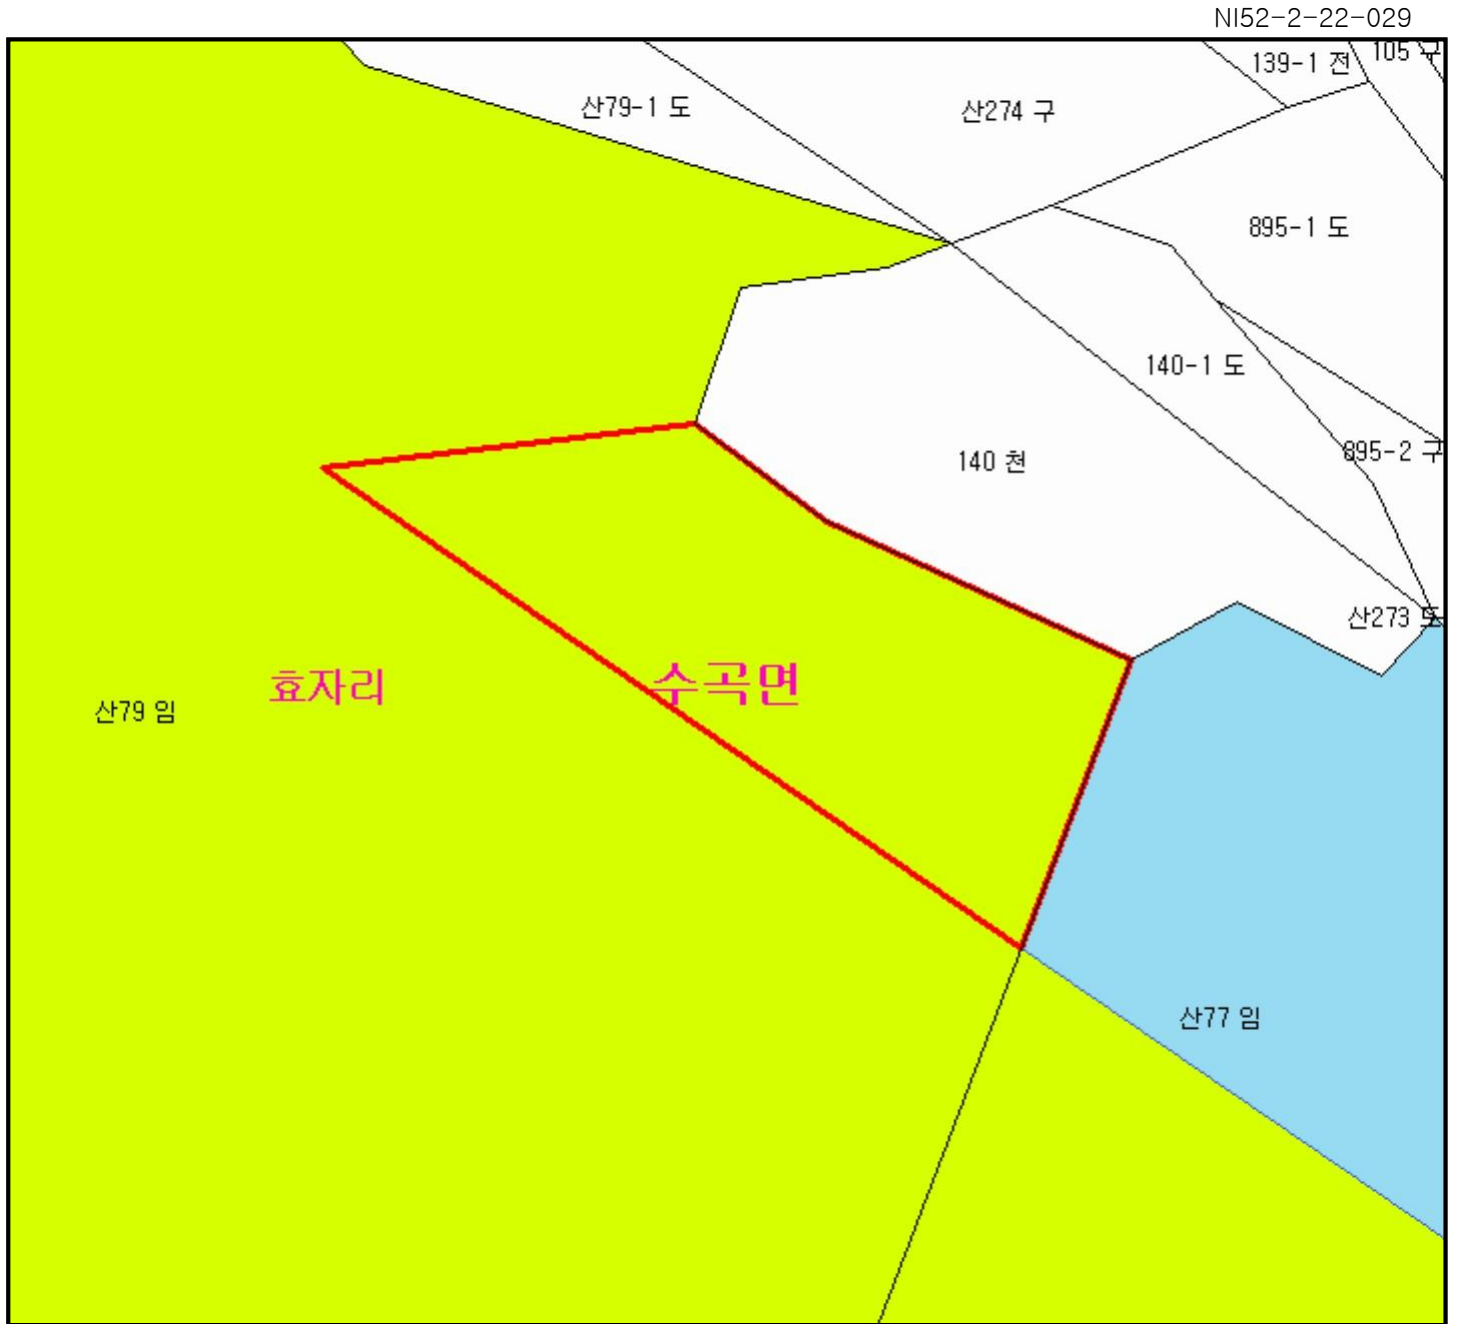 NI52-2-22-029
105 구
139-1 전
산79-1 도
산274 구
895-1 도
140-1 도
895-2 구
140 천
산273 도
수곡면
효자리
산79 임
산77 임